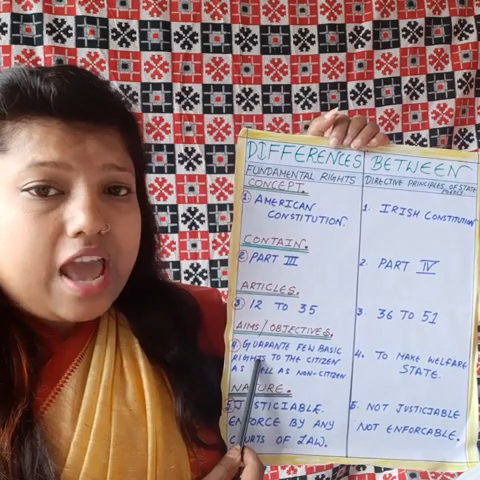 DIFFERENCES BETWEEN
FUNDAMENTAL RIGHTS
DIRECTIVE PRINCIPLES OF STATE
CONCEPT.
① AMERICAN
CONSTITUTION.
1. IRISH CONSTITUTION
CONTAIN.
② PART III
2. PART IV
ARTICLES.
③ 12 TO 35
3. 36 TO 51
AIMS/OBJECTIVES.
④ GUARANTE FEW BASIC
RIGHTS TO THE CITIZEN
AS WELL AS NON-CITIZEN.
4. TO MAKE WELFARE
STATE.
NATURE.
5. JUSTICIABLE.
ENFORCE BY ANY
COURTS OF LAW.
5. NOT JUSTICIABLE
NOT ENFORCABLE.